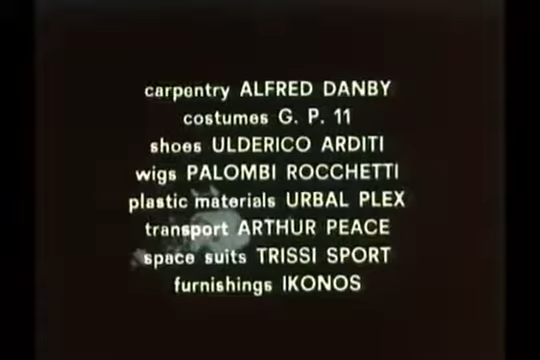 carpentry ALFRED DANBY
costumes G. P. 11
shoes ULDERICO ARDITI
wigs PALOMBI ROCCHETTI
plastic materials URBAL PLEX
transport ARTHUR PEACE
space suits TRISSI SPORT
furnishings IKONOS